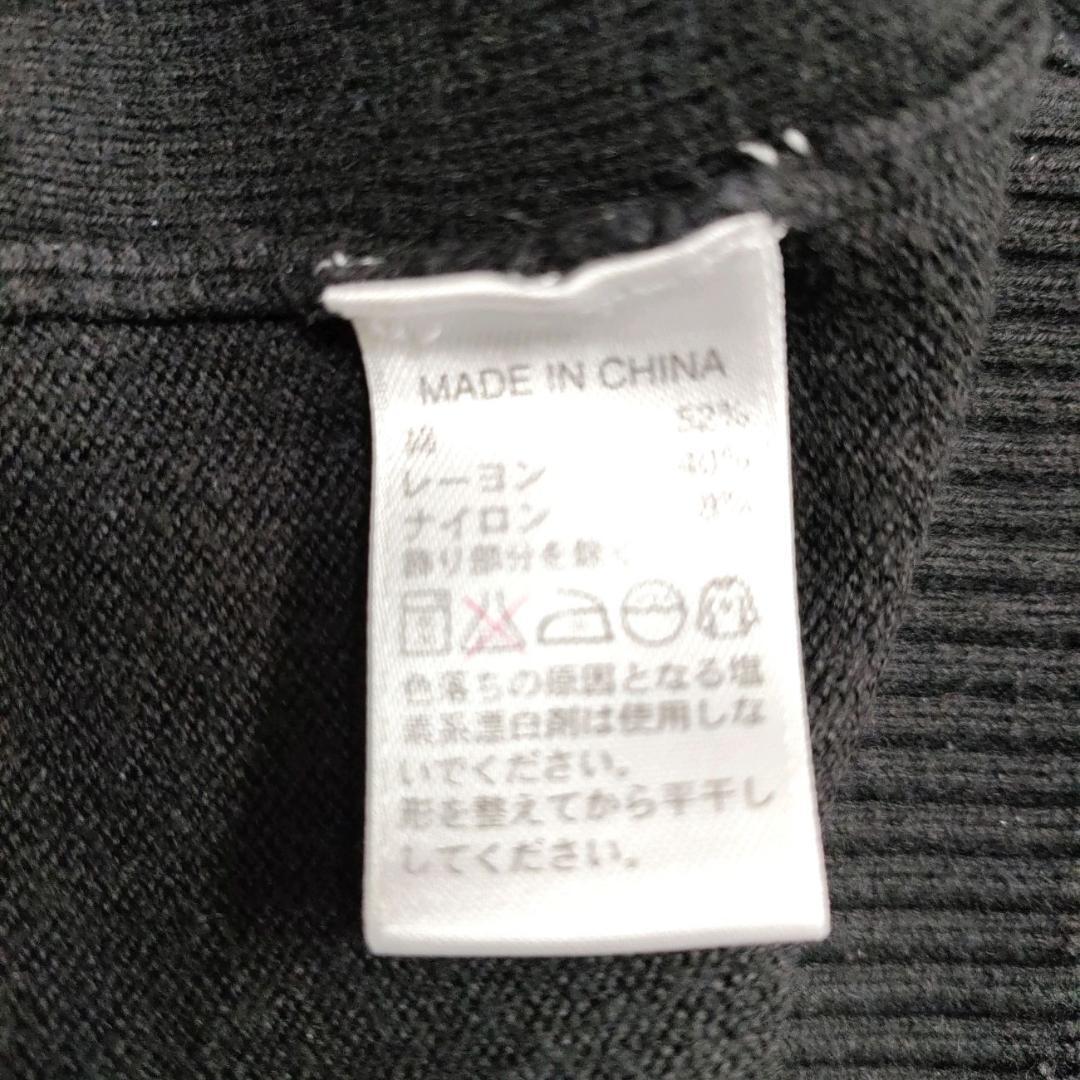 MADE IN CHINA
綿 52%
レーヨン 40%
ナイロン 8%
飾り部分を除く
色落ちの原因となる塩
素系漂白剤は使用しな
いでください。
形を整えてから平干し
してください。